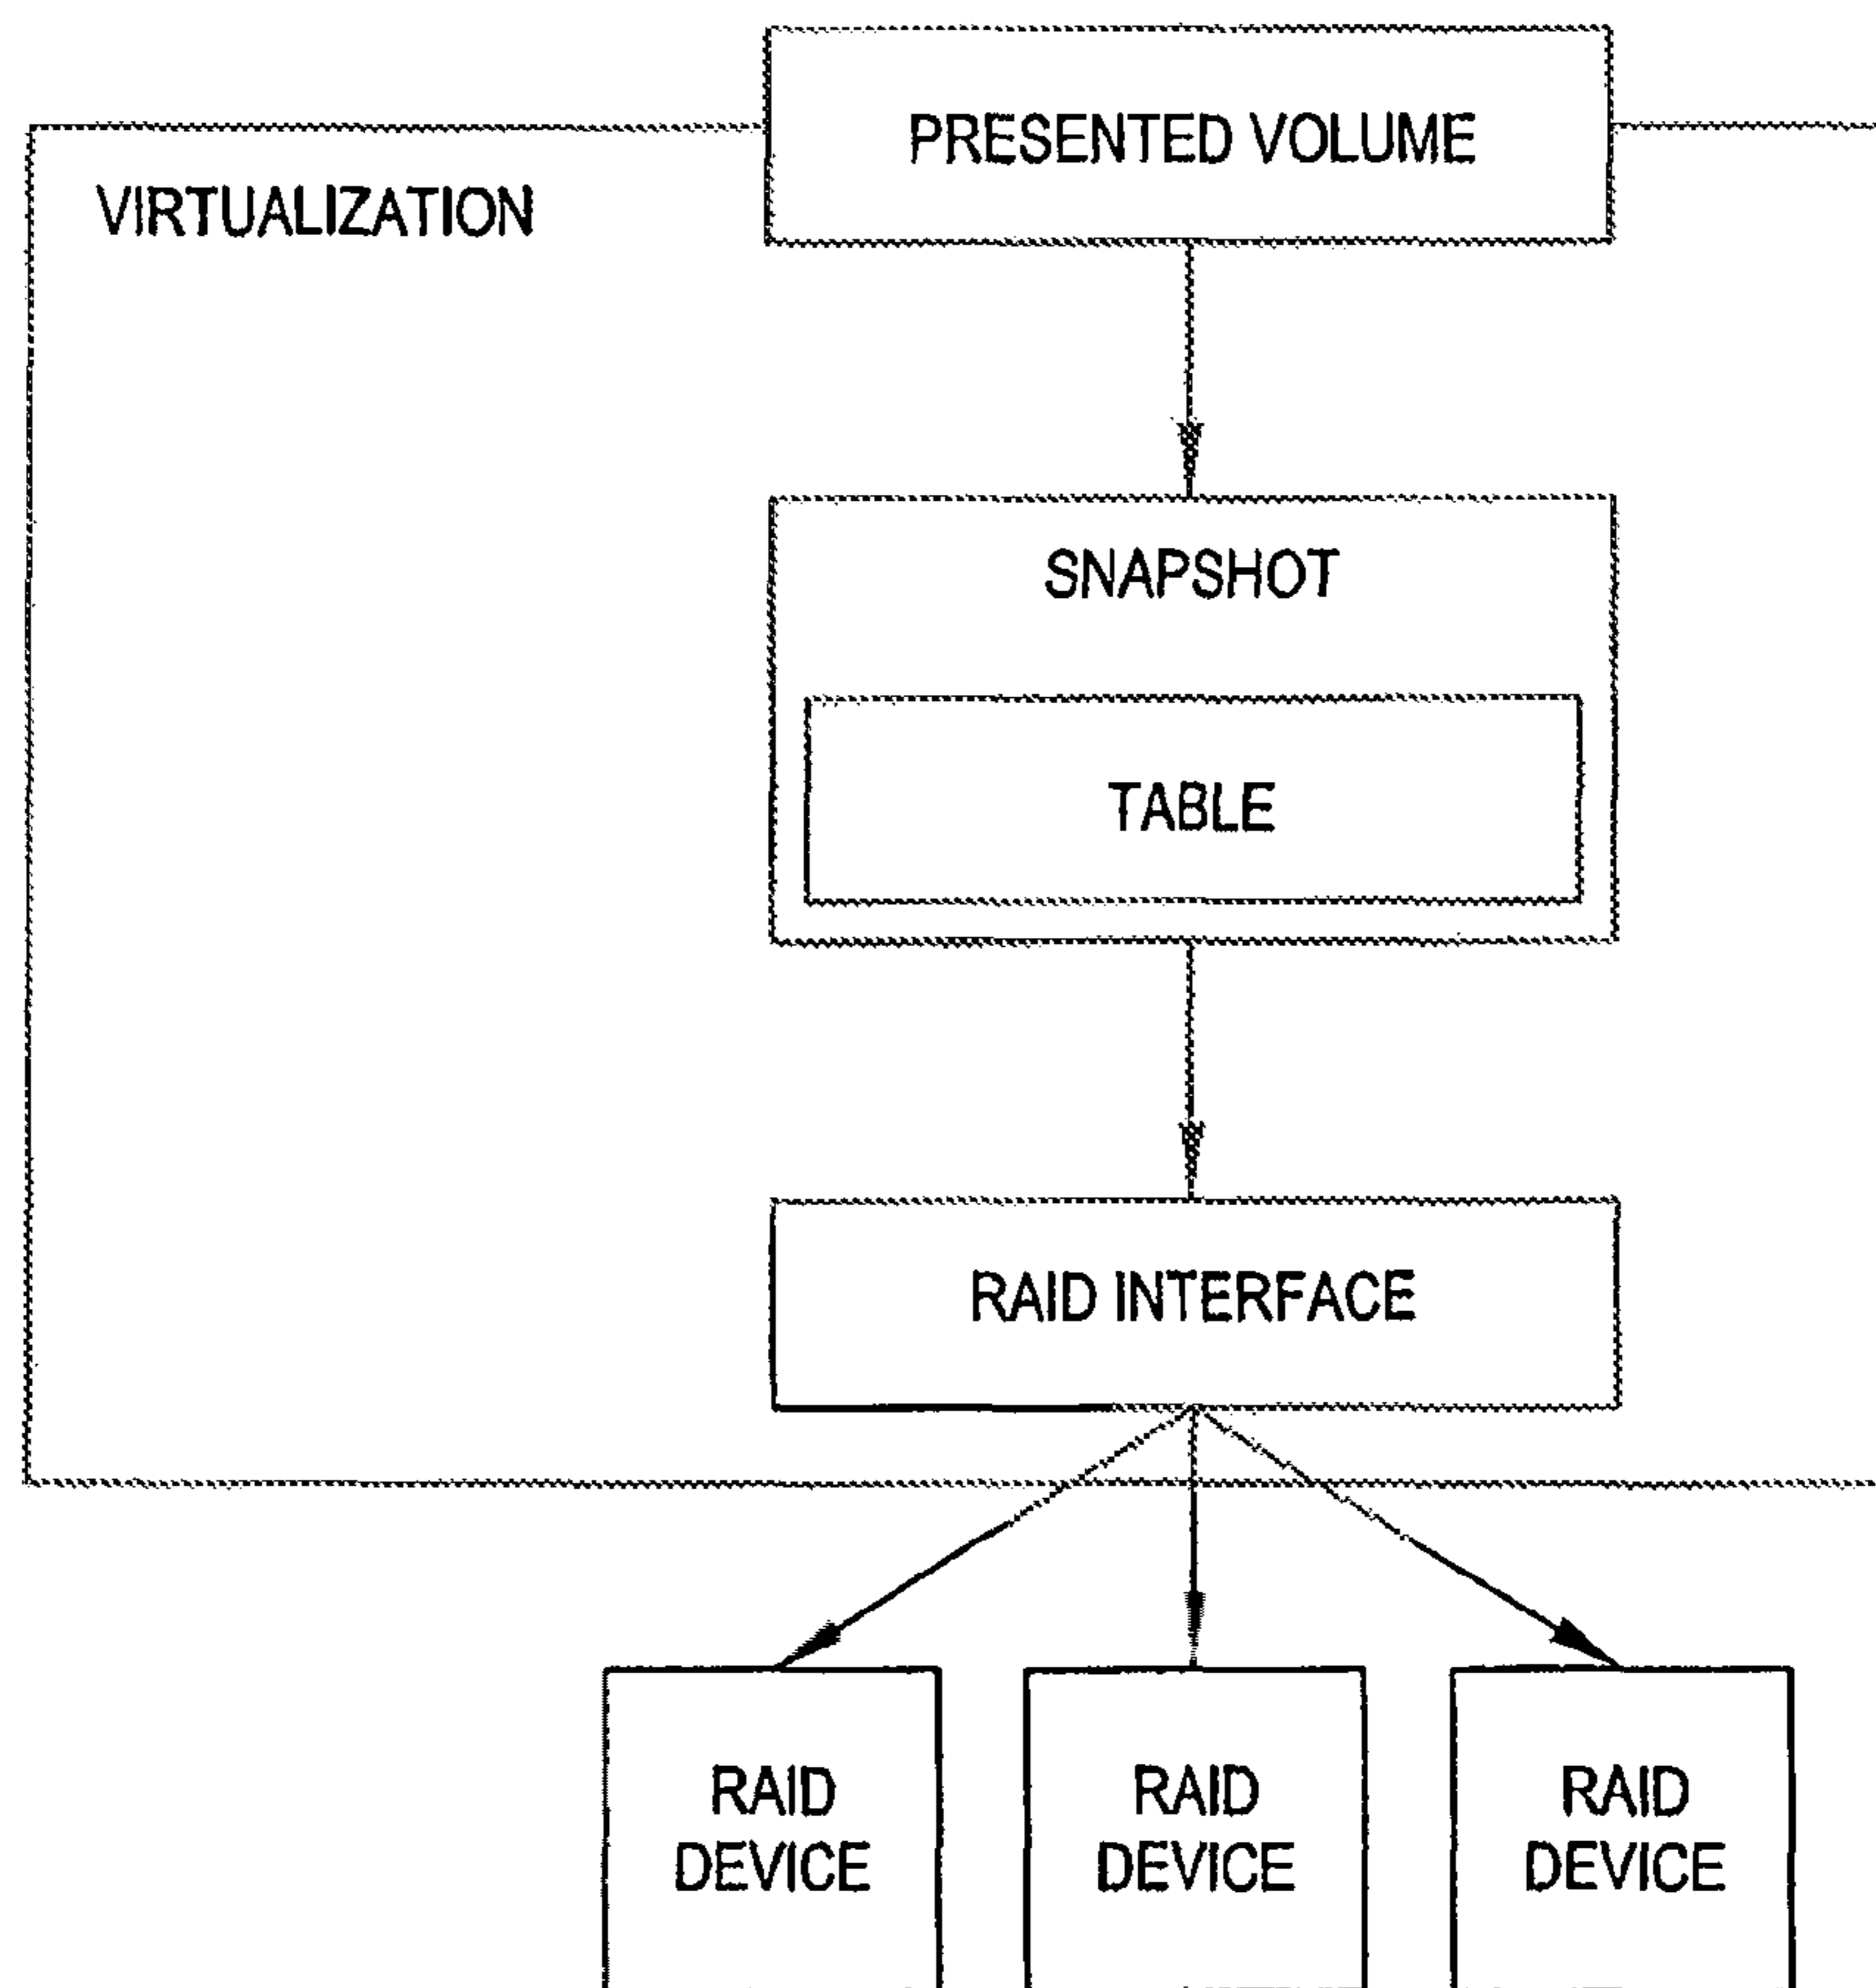 PRESENTED VOLUME
VIRTUALIZATION
SNAPSHOT
TABLE
RAID INTERFACE
RAID
DEVICE
RAID
DEVICE
RAID
DEVICE